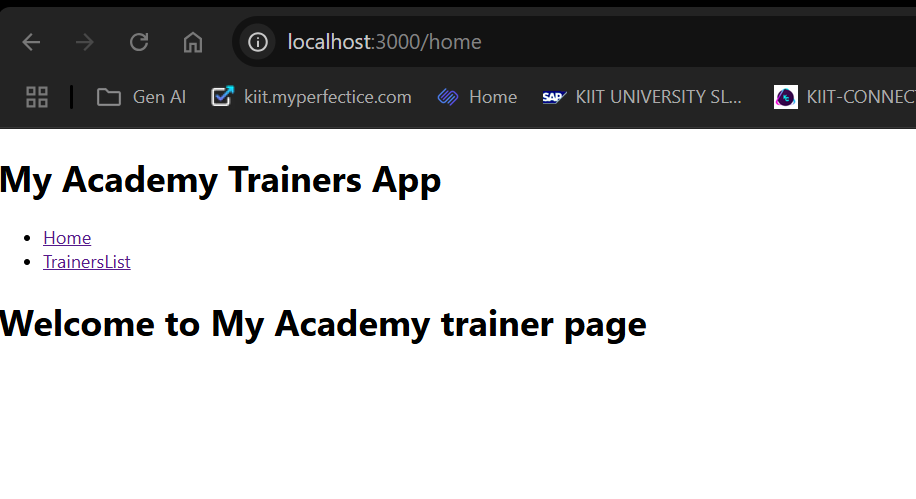 localhost:3000/home
Gen AI kiit.myperfectice.com Home SAP KIIT UNIVERSITY SL... KIIT-CONNECT
My Academy Trainers App
Home
TrainersList
Welcome to My Academy trainer page